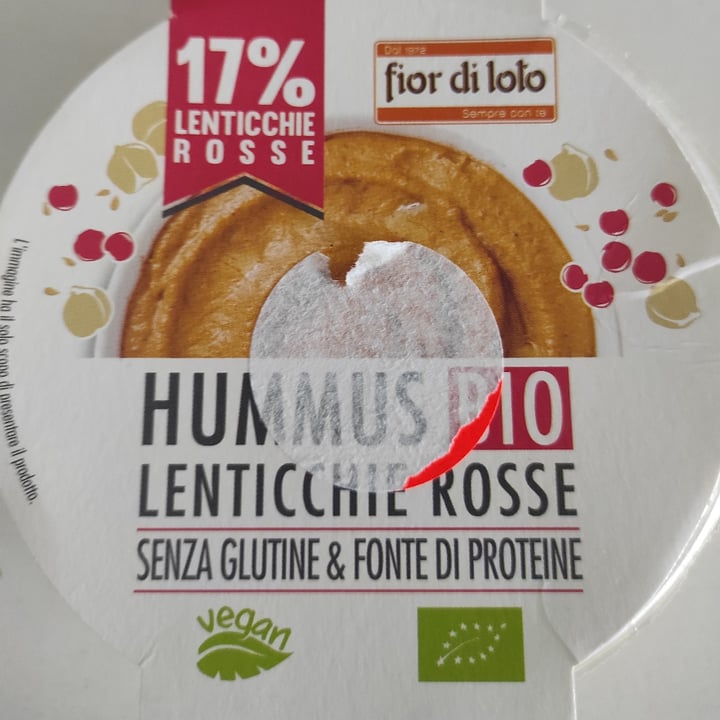 17%
LENTICCHIE
ROSSE
Dal 1972
fior di loto
Sempre con te
HUMMUS BIO
LENTICCHIE ROSSE
SENZA GLUTINE & FONTE DI PROTEINE
vegan
L'immagine ha il solo scopo di presentare il prodotto.